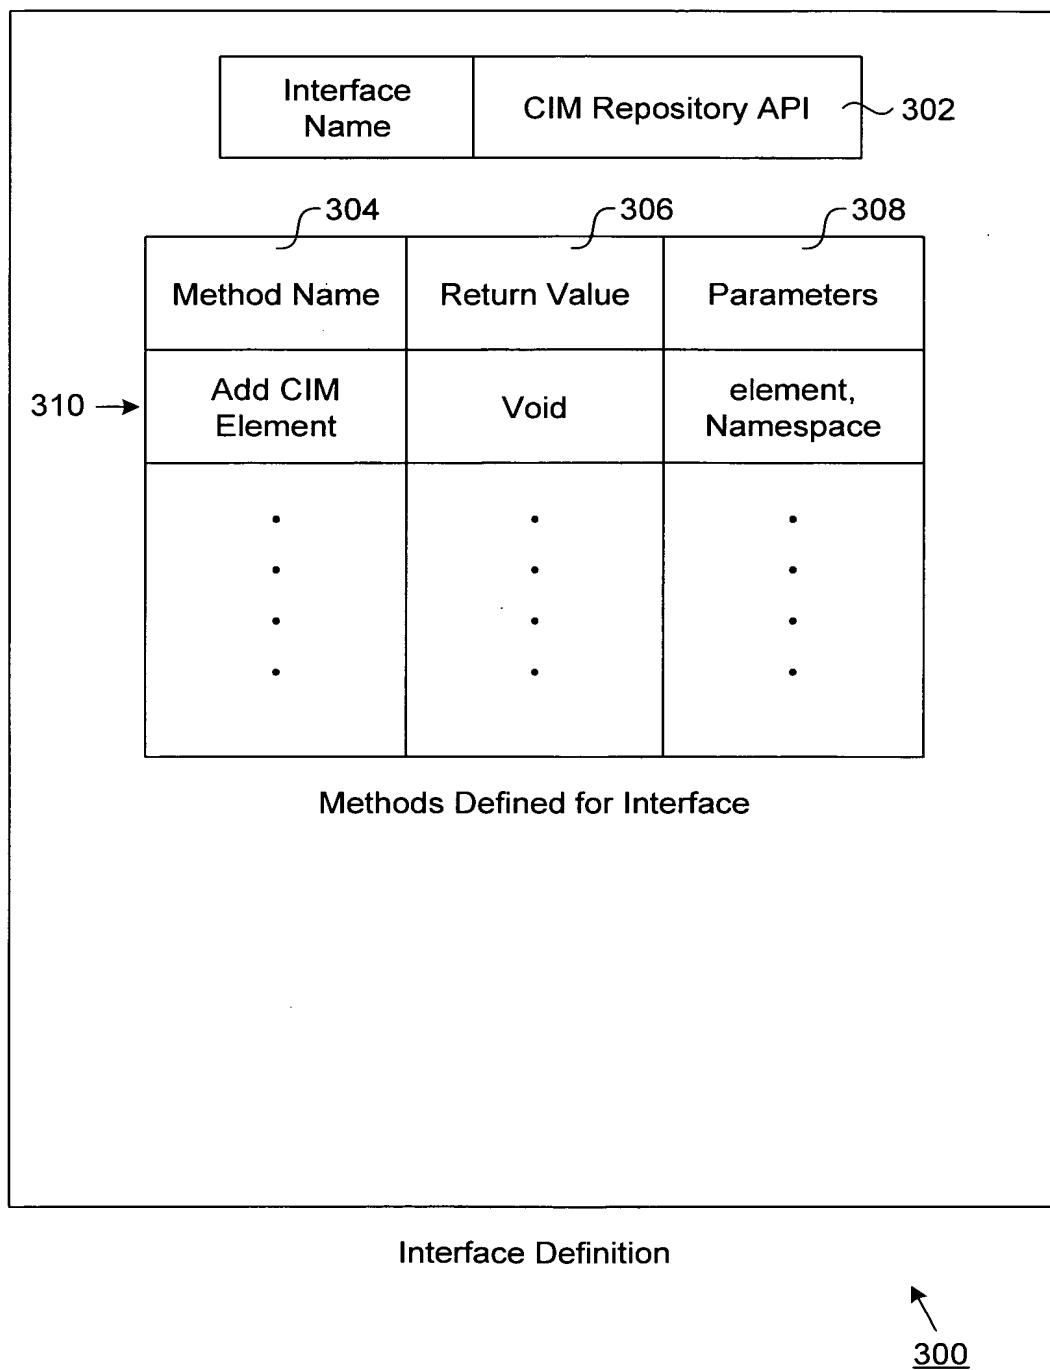 Interface
Name
CIM Repository API
302
304
306
308
Method Name
Return Value
Parameters
310
Add CIM
Element
Void
element,
Namespace
Methods Defined for Interface
Interface Definition
300